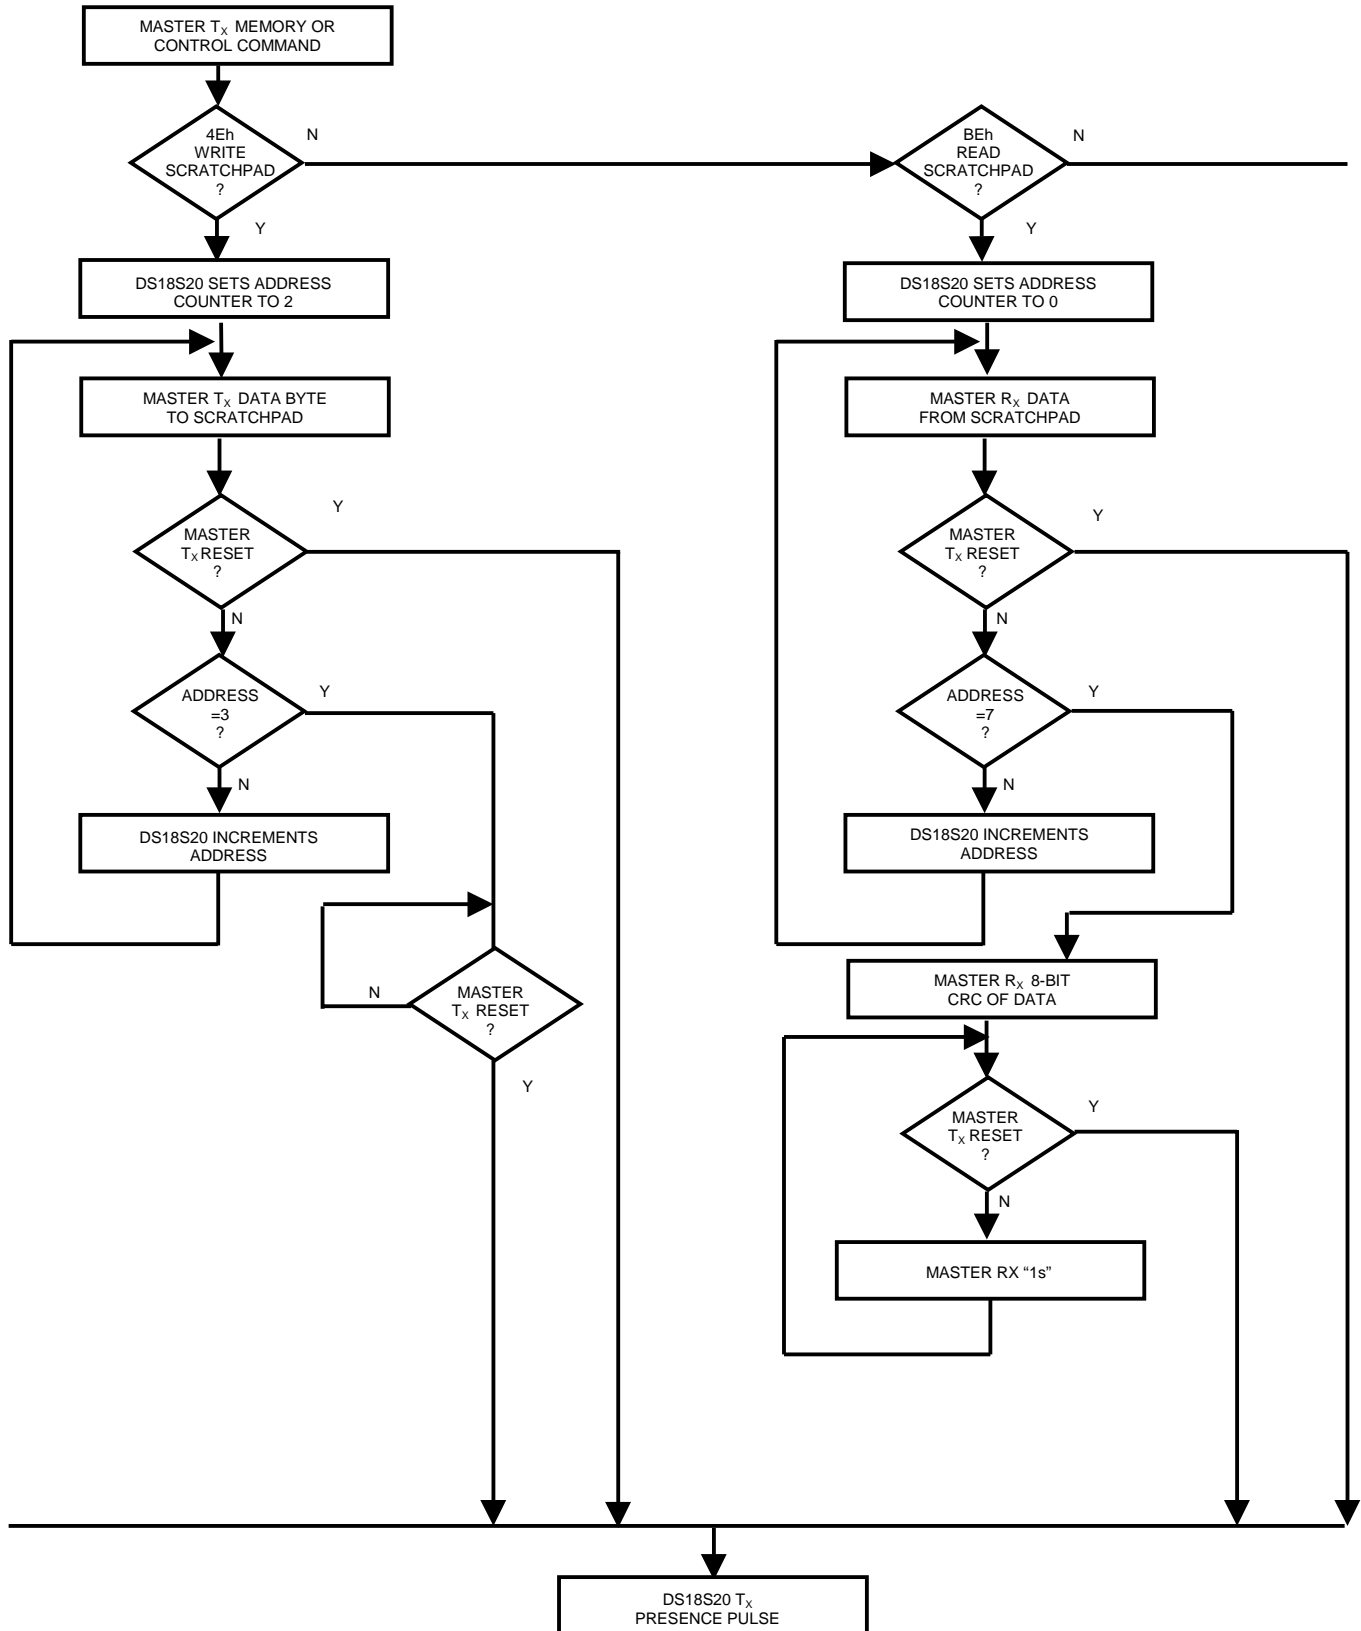 MASTER TX MEMORY OR
CONTROL COMMAND
4Eh
WRITE
SCRATCHPAD
?
N
Y
DS18S20 SETS ADDRESS
COUNTER TO 2
MASTER TX DATA BYTE
TO SCRATCHPAD
MASTER
TX RESET
?
Y
N
ADDRESS
=3
?
Y
N
DS18S20 INCREMENTS
ADDRESS
MASTER
TX RESET
?
N
Y
BEh
READ
SCRATCHPAD
?
N
Y
DS18S20 SETS ADDRESS
COUNTER TO 0
MASTER RX DATA
FROM SCRATCHPAD
MASTER
TX RESET
?
Y
N
ADDRESS
=7
?
Y
N
DS18S20 INCREMENTS
ADDRESS
MASTER RX 8-BIT
CRC OF DATA
MASTER
TX RESET
?
Y
N
MASTER RX “1s”
DS18S20 TX
PRESENCE PULSE